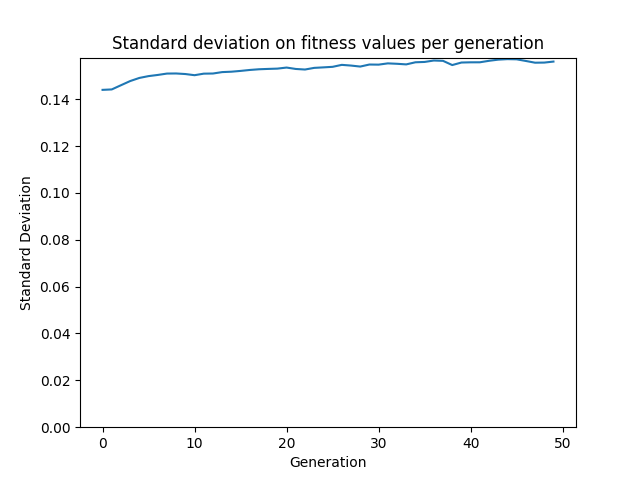 Standard deviation on fitness values per generation
0.14
0.12
0.10
0.08
0.06
0.04
0.02
0.00
Standard Deviation
0 10 20 30 40 50
Generation